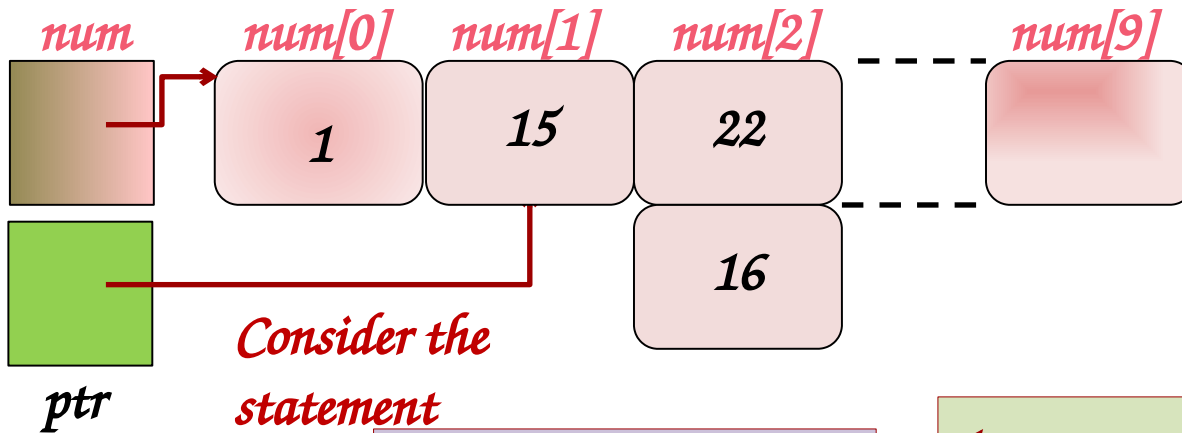 num num[0] num[1] num[2] num[9]
1 15 22
16
Consider the
statement
ptr